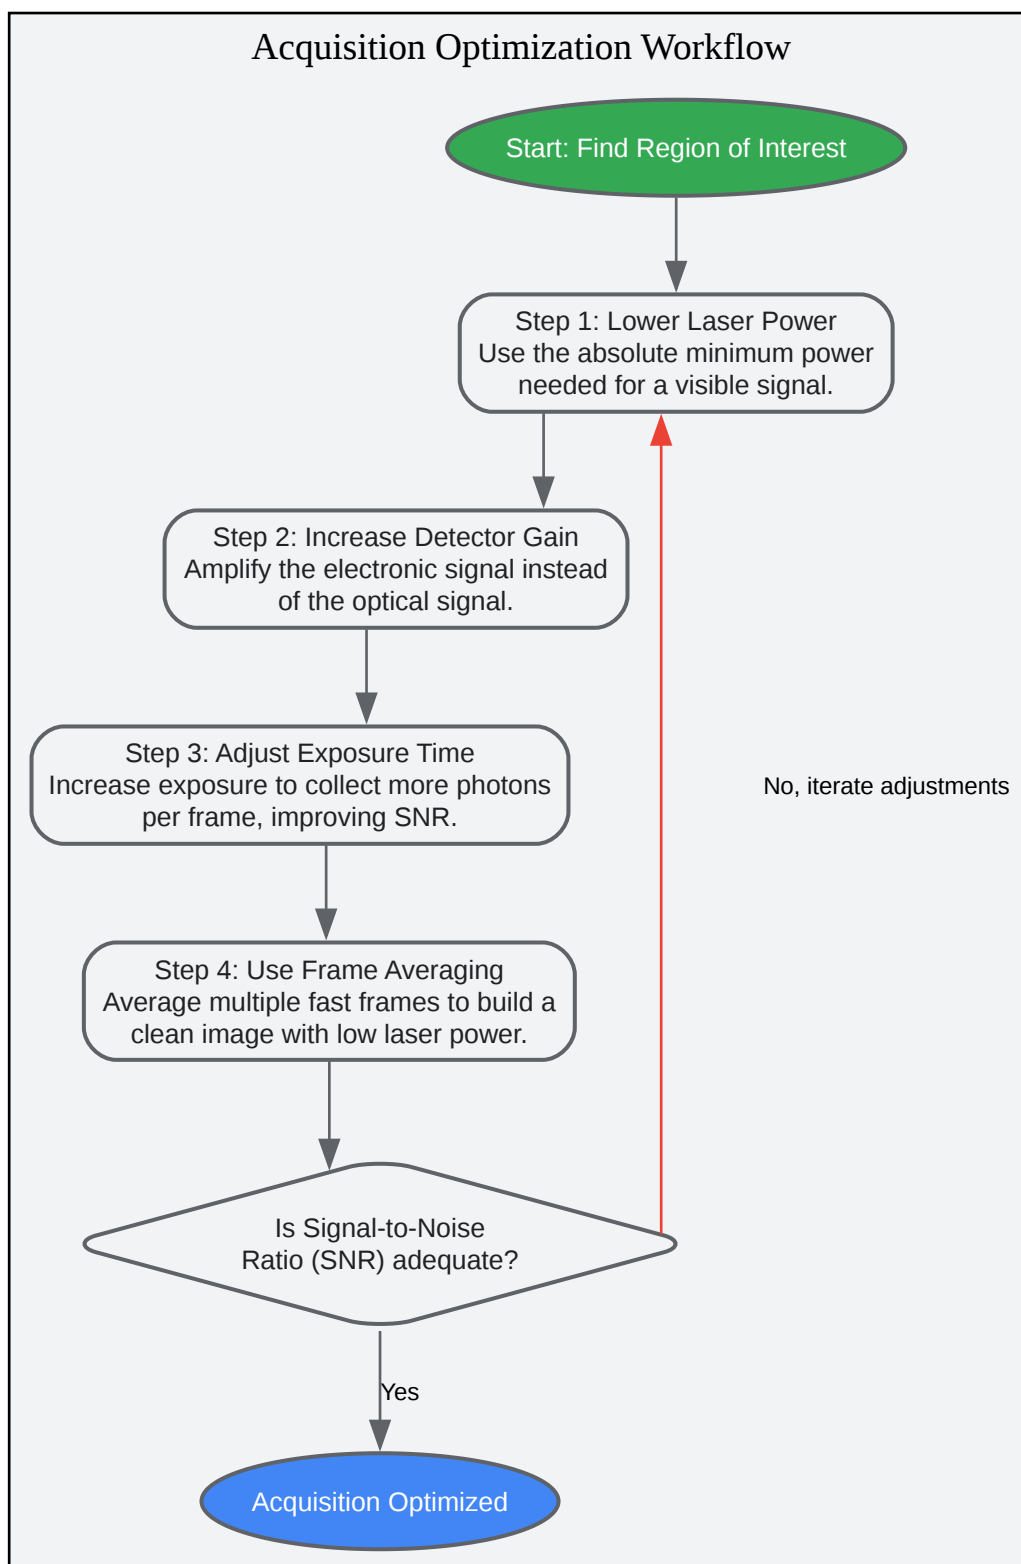 Acquisition Optimization Workflow
Start: Find Region of Interest
Step 1: Lower Laser Power
Use the absolute minimum power
needed for a visible signal.
Step 2: Increase Detector Gain
Amplify the electronic signal instead
of the optical signal.
Step 3: Adjust Exposure Time
Increase exposure to collect more photons
per frame, improving SNR.
No, iterate adjustments
Step 4: Use Frame Averaging
Average multiple fast frames to build a
clean image with low laser power.
Is Signal-to-Noise
Ratio (SNR) adequate?
Yes
Acquisition Optimized